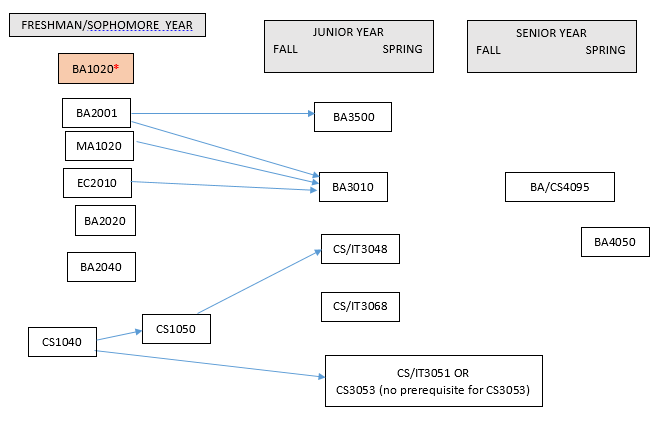 FRESHMAN/SOPHOMORE YEAR
JUNIOR YEAR
FALL SPRING
SENIOR YEAR
FALL SPRING
BA1020*
BA2001
BA3500
MA1020
EC2010
BA3010
BA/CS4095
BA2020
BA4050
CS/IT3048
BA2040
CS/IT3068
CS1050
CS1040
CS/IT3051 OR
CS3053 (no prerequisite for CS3053)